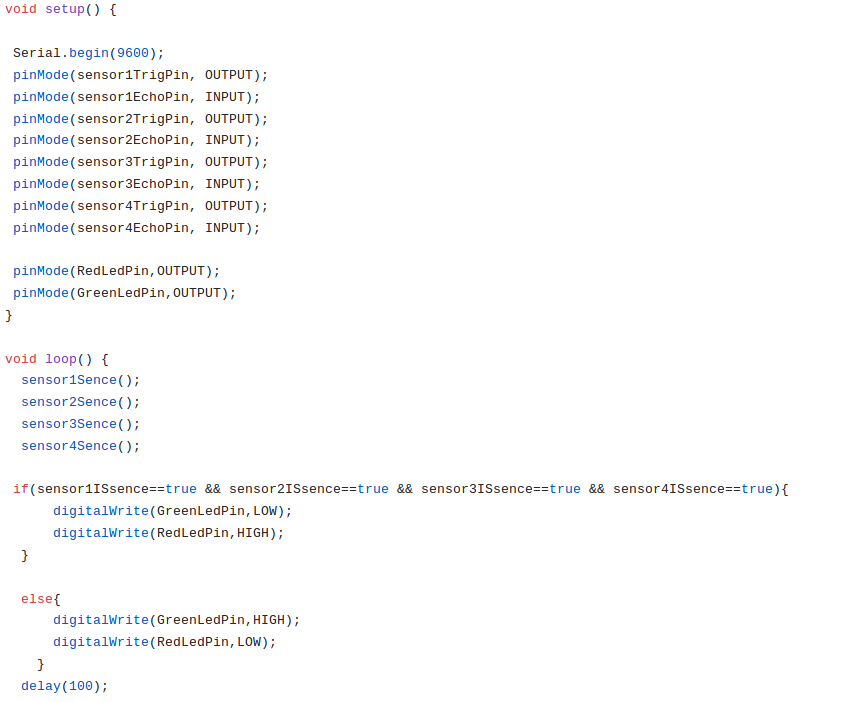 void setup() {
Serial.begin(9600);
pinMode(sensor1TrigPin, OUTPUT);
pinMode(sensor1EchoPin, INPUT);
pinMode(sensor2TrigPin, OUTPUT);
pinMode(sensor2EchoPin, INPUT);
pinMode(sensor3TrigPin, OUTPUT);
pinMode(sensor3EchoPin, INPUT);
pinMode(sensor4TrigPin, OUTPUT);
pinMode(sensor4EchoPin, INPUT);
pinMode(RedLedPin,OUTPUT);
pinMode(GreenLedPin,OUTPUT);
}
void loop() {
sensor1Sence();
sensor2Sence();
sensor3Sence();
sensor4Sence();
if(sensor1ISsence==true && sensor2ISsence==true && sensor3ISsence==true && sensor4ISsence==true){
digitalWrite(GreenLedPin,LOW);
digitalWrite(RedLedPin,HIGH);
}
else{
digitalWrite(GreenLedPin,HIGH);
digitalWrite(RedLedPin,LOW);
}
delay(100);